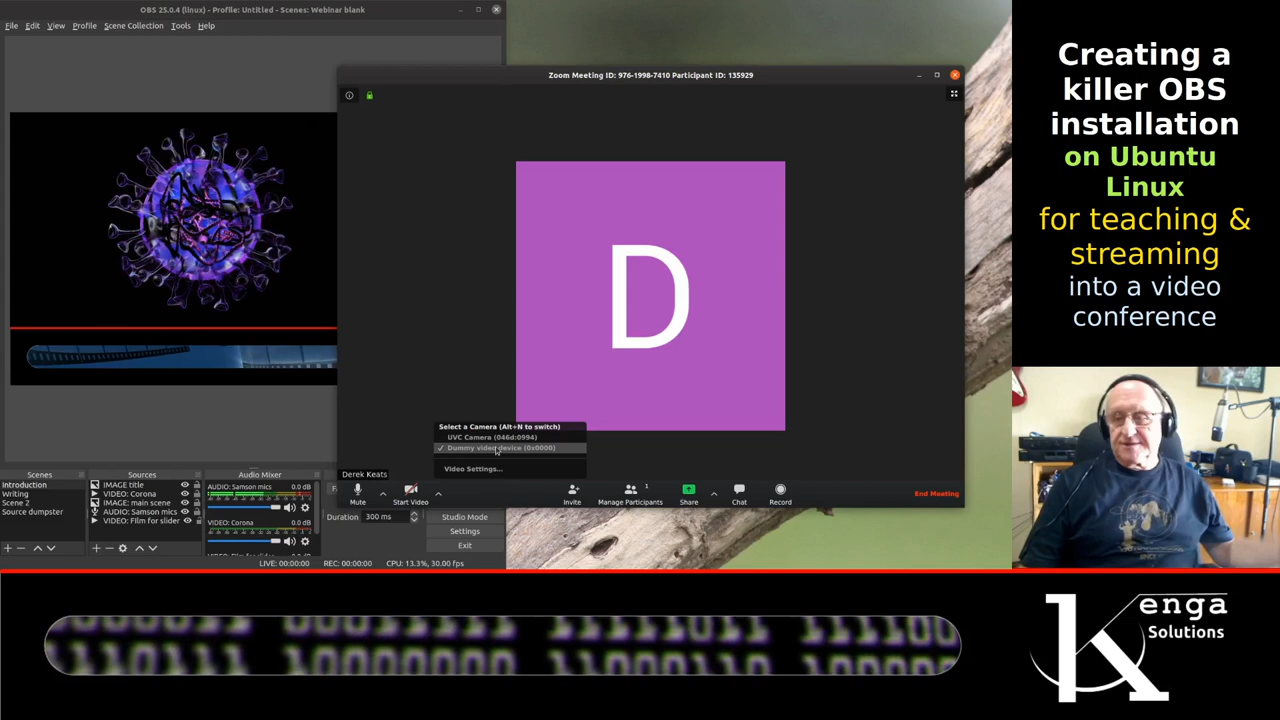 OBS 25.0.4 (linux) - Profile: Untitled - Scenes: Webinar blank
File Edit View Profile Scene Collection Tools Help
Zoom Meeting ID: 976-1998-7410 Participant ID: 135929
D
Select a Camera (Alt+N to switch)
UVC Camera (046d:0994)
✓ Dummy video device (0x0000)
Video Settings...
Derek Keats
Mute
Start Video
Invite
1
Manage Participants
Share
Chat
Record
End Meeting
Scenes
Introduction
Writing
Scene 2
Source dumpster
Sources
IMAGE title
VIDEO: Corona
IMAGE: main scene
AUDIO: Samson mics
VIDEO: Film for slider
Audio Mixer
AUDIO: Samson mics 0.0 dB
VIDEO: Corona 0.0 dB
Duration 300 ms
Studio Mode
Settings
Exit
LIVE: 00:00:00 REC: 00:00:00 CPU: 13.3%, 30.00 fps
Creating a
killer OBS
installation
on Ubuntu
Linux
for teaching &
streaming
into a video
conference
kenga
Solutions